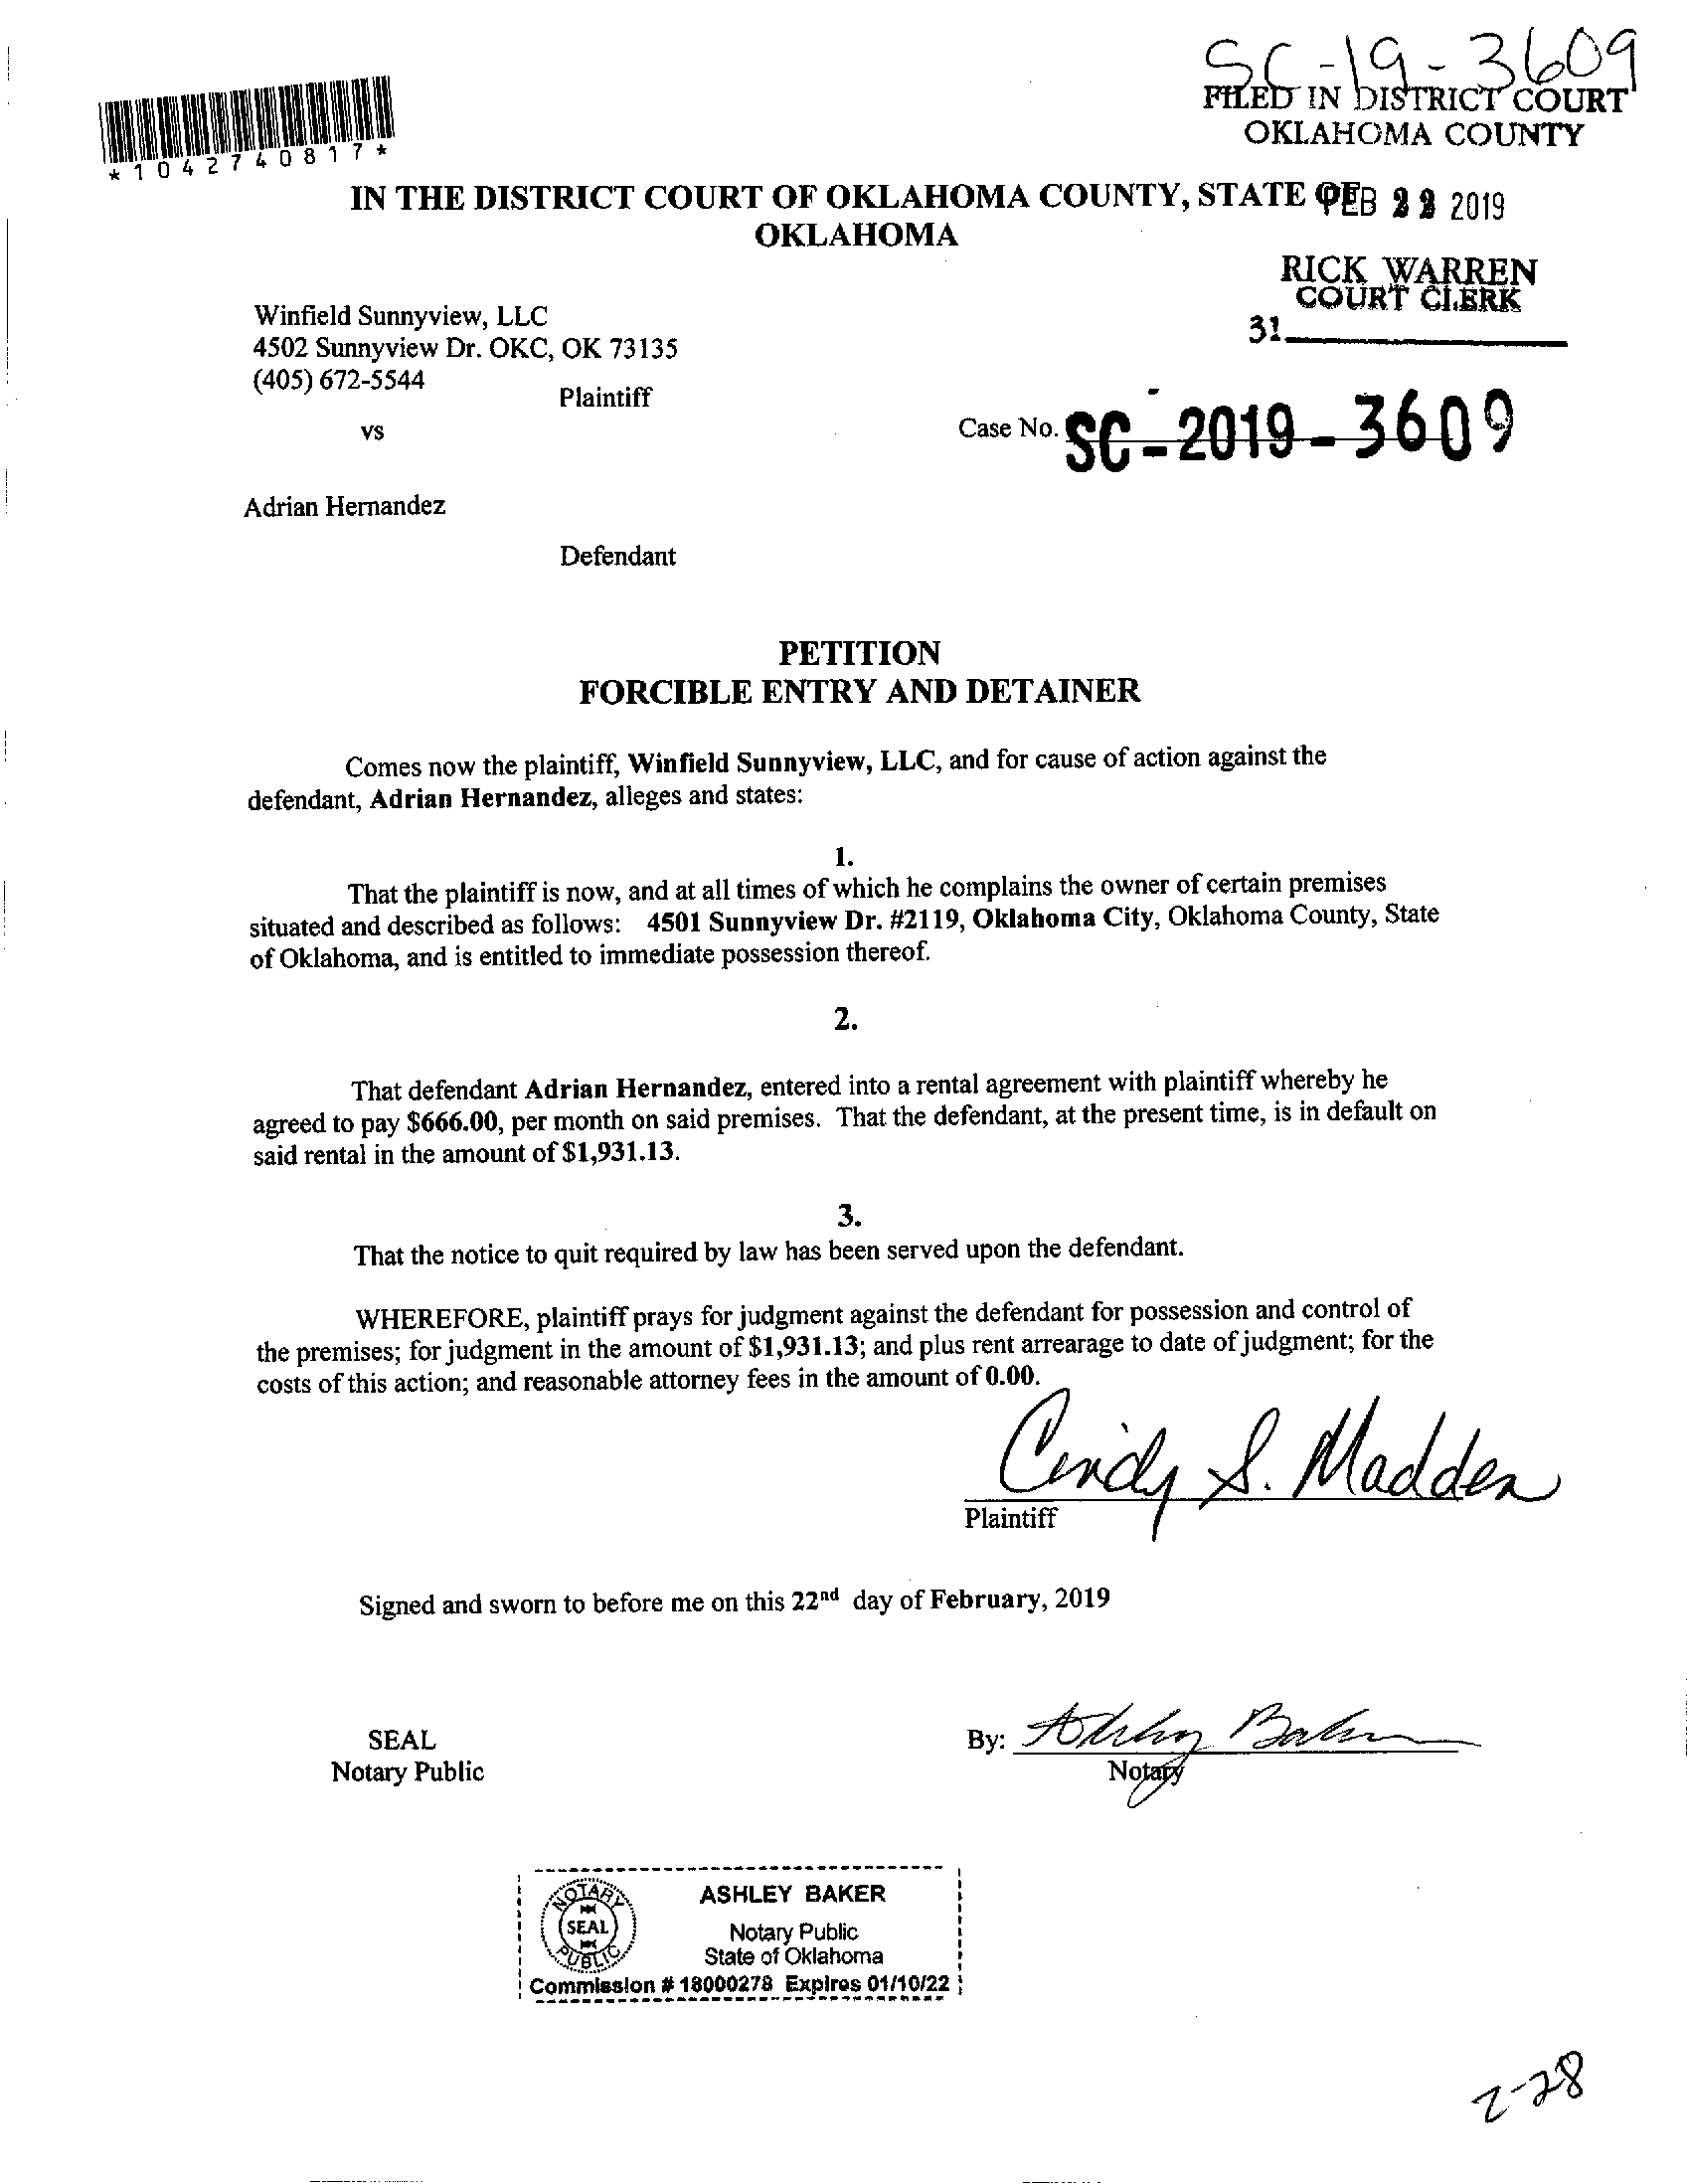 SC-19-3609
FILED IN DISTRICT COURT
OKLAHOMA COUNTY
*1042740817*
IN THE DISTRICT COURT OF OKLAHOMA COUNTY, STATE OF
OKLAHOMA
FEB 22 2019
RICK WARREN
COURT CLERK
31
Winfield Sunnyview, LLC
4502 Sunnyview Dr. OKC, OK 73135
(405) 672-5544
Plaintiff
vs
Case No. SC-2019-3609
Adrian Hernandez
Defendant
PETITION
FORCIBLE ENTRY AND DETAINER
Comes now the plaintiff, Winfield Sunnyview, LLC, and for cause of action against the
defendant, Adrian Hernandez, alleges and states:
1.
That the plaintiff is now, and at all times of which he complains the owner of certain premises
situated and described as follows: 4501 Sunnyview Dr. #2119, Oklahoma City, Oklahoma County, State
of Oklahoma, and is entitled to immediate possession thereof.
2.
That defendant Adrian Hernandez, entered into a rental agreement with plaintiff whereby he
agreed to pay $666.00, per month on said premises. That the defendant, at the present time, is in default on
said rental in the amount of $1,931.13.
3.
That the notice to quit required by law has been served upon the defendant.
WHEREFORE, plaintiff prays for judgment against the defendant for possession and control of
the premises; for judgment in the amount of $1,931.13; and plus rent arrearage to date of judgment; for the
costs of this action; and reasonable attorney fees in the amount of 0.00.
Cindy S. Madden
Plaintiff
Signed and sworn to before me on this 22nd day of February, 2019
SEAL
Notary Public
By: Ashley Baker
Notary
NOTARY
SEAL
PUBLIC
ASHLEY BAKER
Notary Public
State of Oklahoma
Commission # 18000278 Expires 01/10/22
2-28